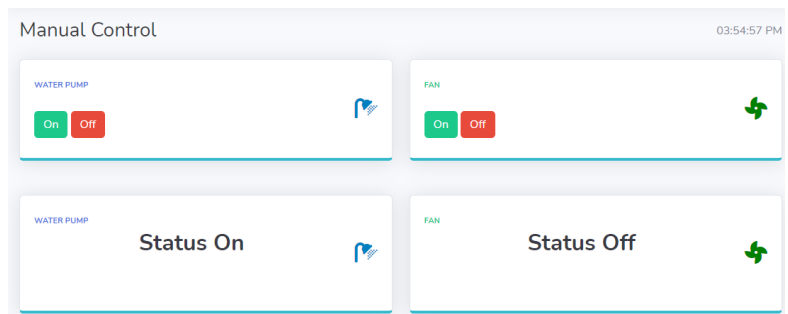 Manual Control
03:54:57 PM
WATER PUMP
On Off
FAN
On Off
WATER PUMP
Status On
FAN
Status Off